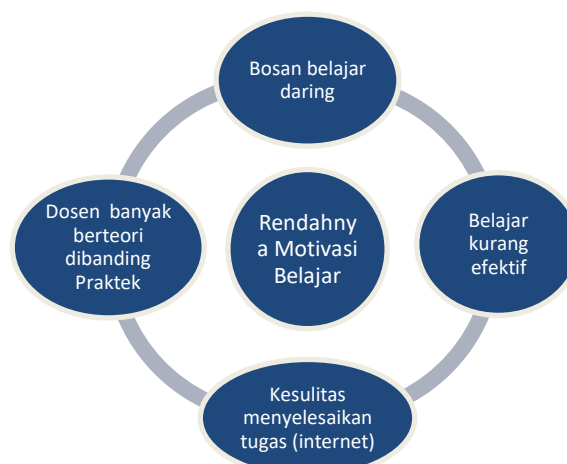 Bosan belajar
daring
Dosen banyak
berteori
dibanding
Praktek
Rendahny
a Motivasi
Belajar
Belajar
kurang
efektif
Kesulitas
menyelesaikan
tugas (internet)